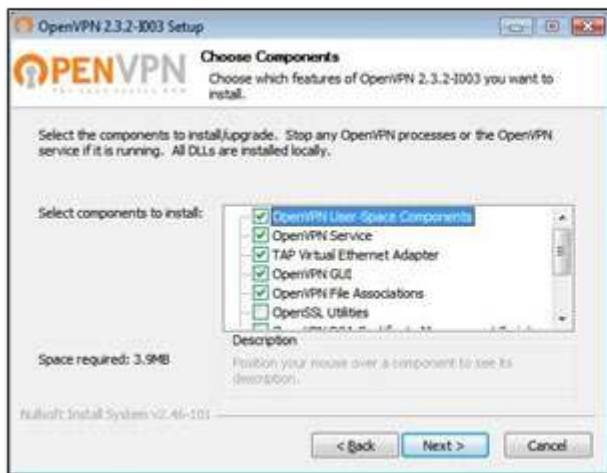 OpenVPN 2.3.2-I003 Setup
OPENVPN
Choose Components
Choose which features of OpenVPN 2.3.2-I003 you want to
install.
Select the components to install/upgrade. Stop any OpenVPN processes or the OpenVPN
service if it is running. All DLLs are installed locally.
Select components to install:
OpenVPN User-Space Components
OpenVPN Service
TAP Virtual Ethernet Adapter
OpenVPN GUI
OpenVPN File Associations
OpenSSL Utilities
Description
Space required: 3.9MB
Position your mouse over a component to see its
description.
Nullsoft Install System v2.46-101
< Back
Next >
Cancel